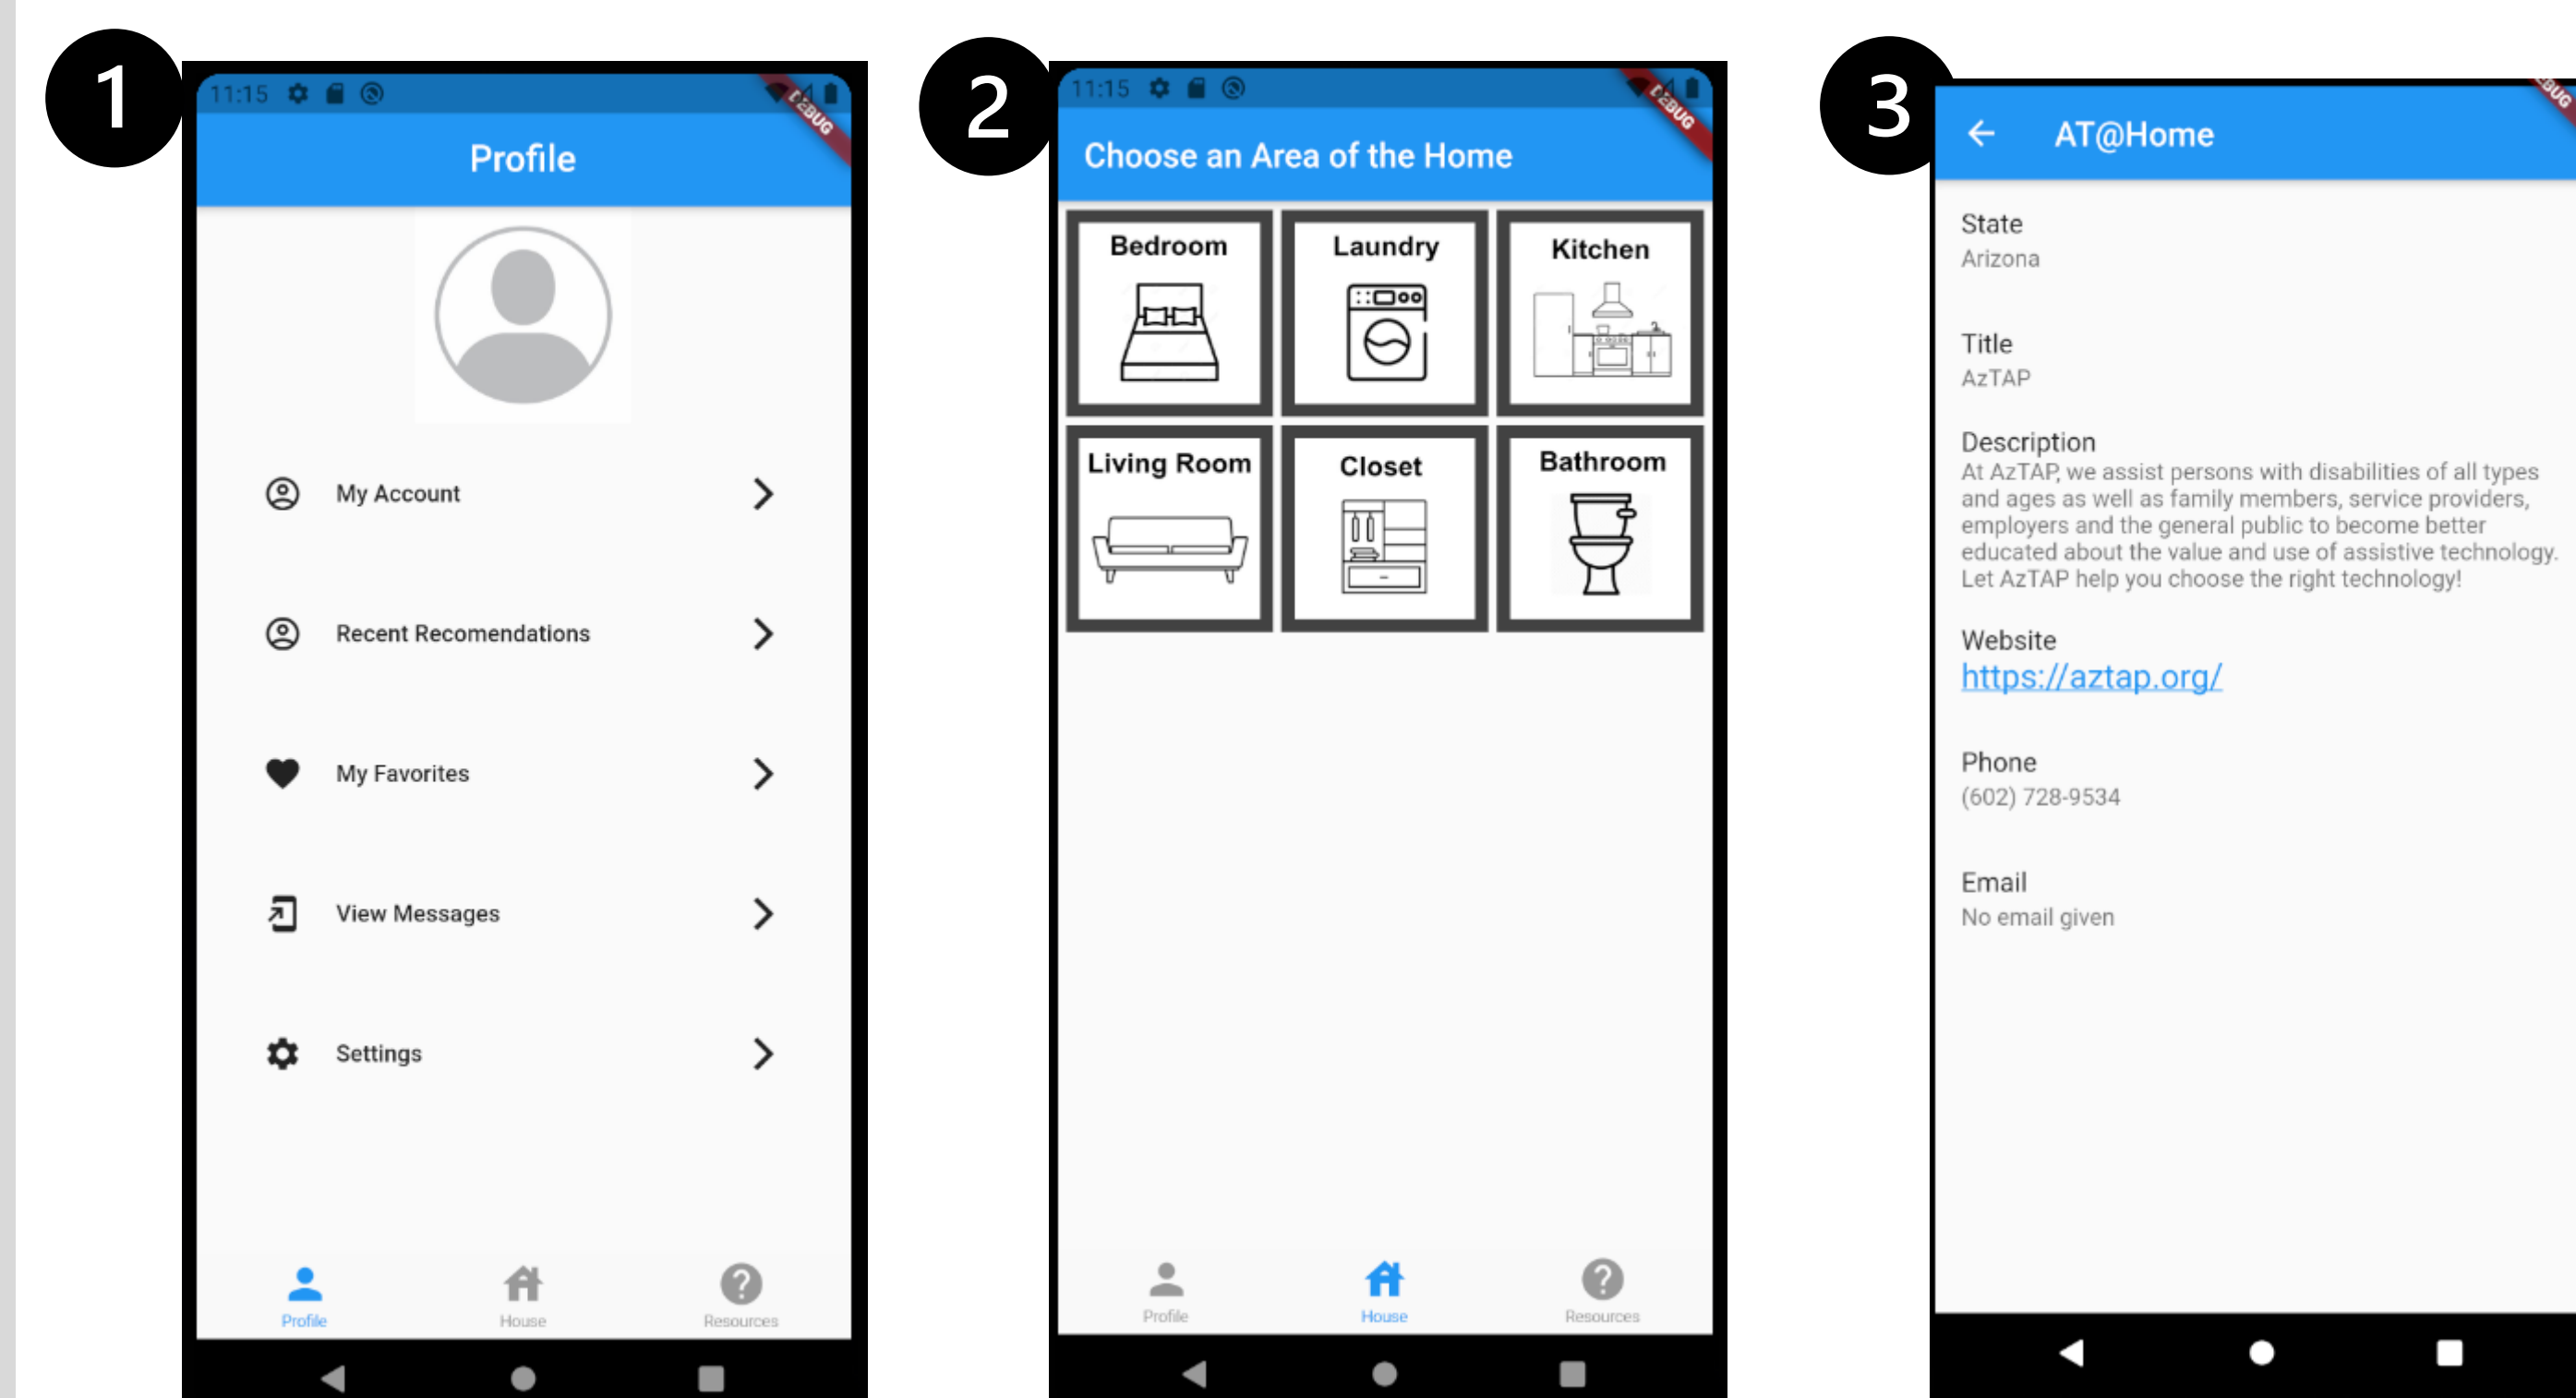 1
11:15
DEBUG
Profile
My Account
Recent Recomendations
My Favorites
View Messages
Settings
Profile House Resources
2
11:15
DEBUG
Choose an Area of the Home
Bedroom Laundry Kitchen
Living Room Closet Bathroom
Profile House Resources
3
AT@Home
State
Arizona
Title
AzTAP
Description
At AzTAP, we assist persons with disabilities of all types
and ages as well as family members, service providers,
employers and the general public to become better
educated about the value and use of assistive technology.
Let AzTAP help you choose the right technology!
Website
https://aztap.org/
Phone
(602) 728-9534
Email
No email given